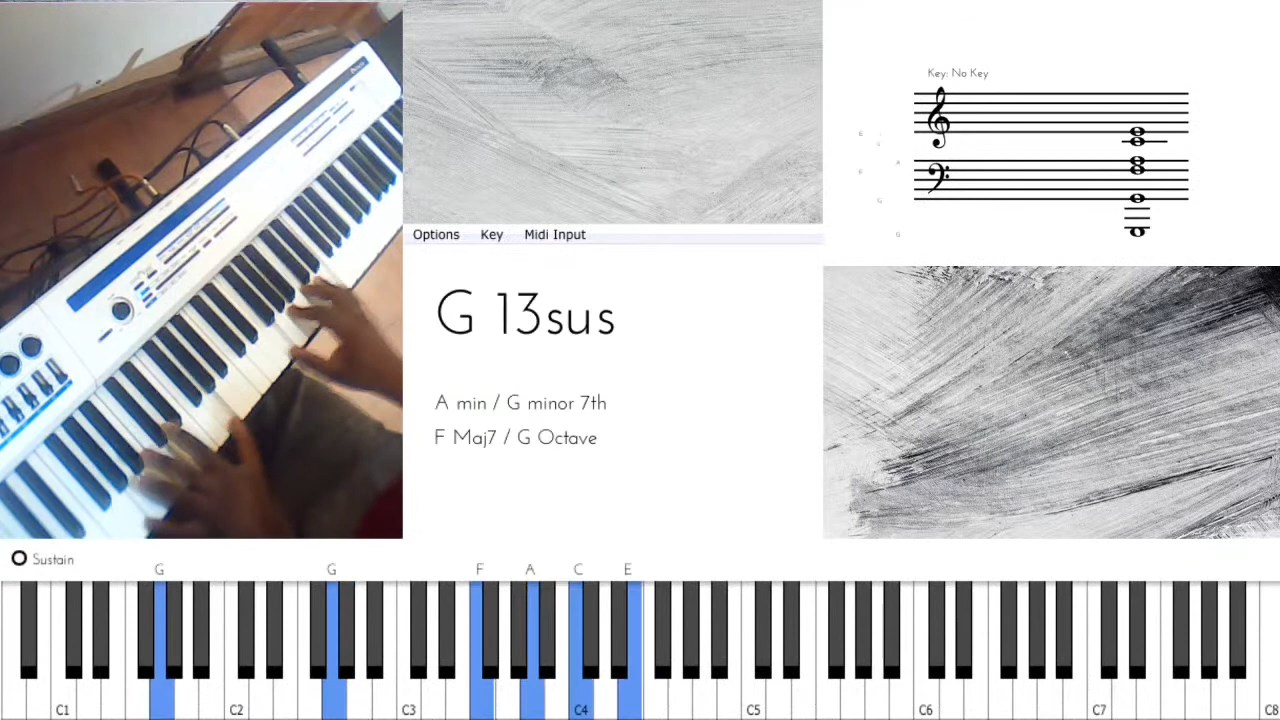 Key: No Key
Options Key Midi Input
G 13sus
A min / G minor 7th
F Maj7 / G Octave
Sustain
G G F A C E
C1 C2 C3 C4 C5 C6 C7 C8